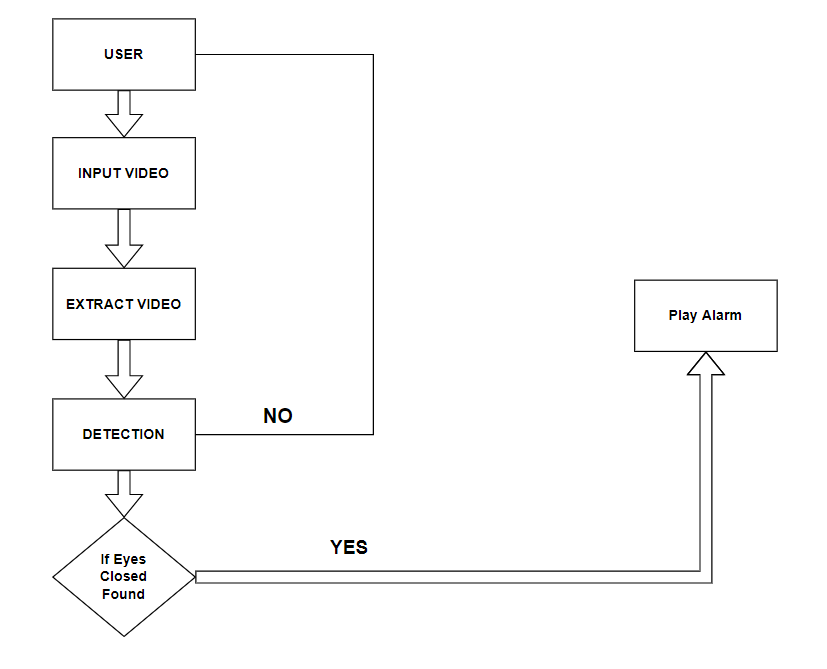 USER
INPUT VIDEO
EXTRACT VIDEO
Play Alarm
DETECTION
NO
YES
If Eyes
Closed
Found